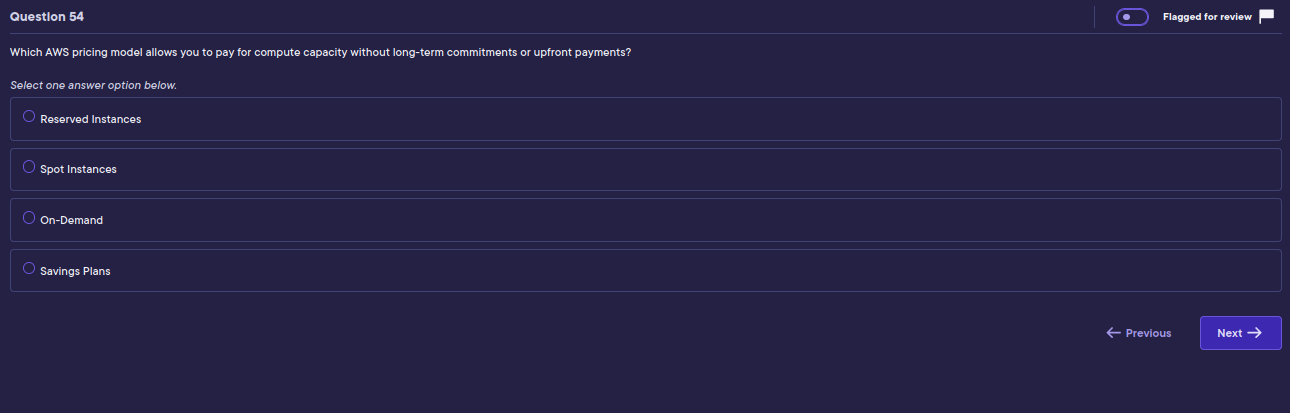 Question 54
Flagged for review
Which AWS pricing model allows you to pay for compute capacity without long-term commitments or upfront payments?
Select one answer option below.
Reserved Instances
Spot Instances
On-Demand
Savings Plans
Previous
Next